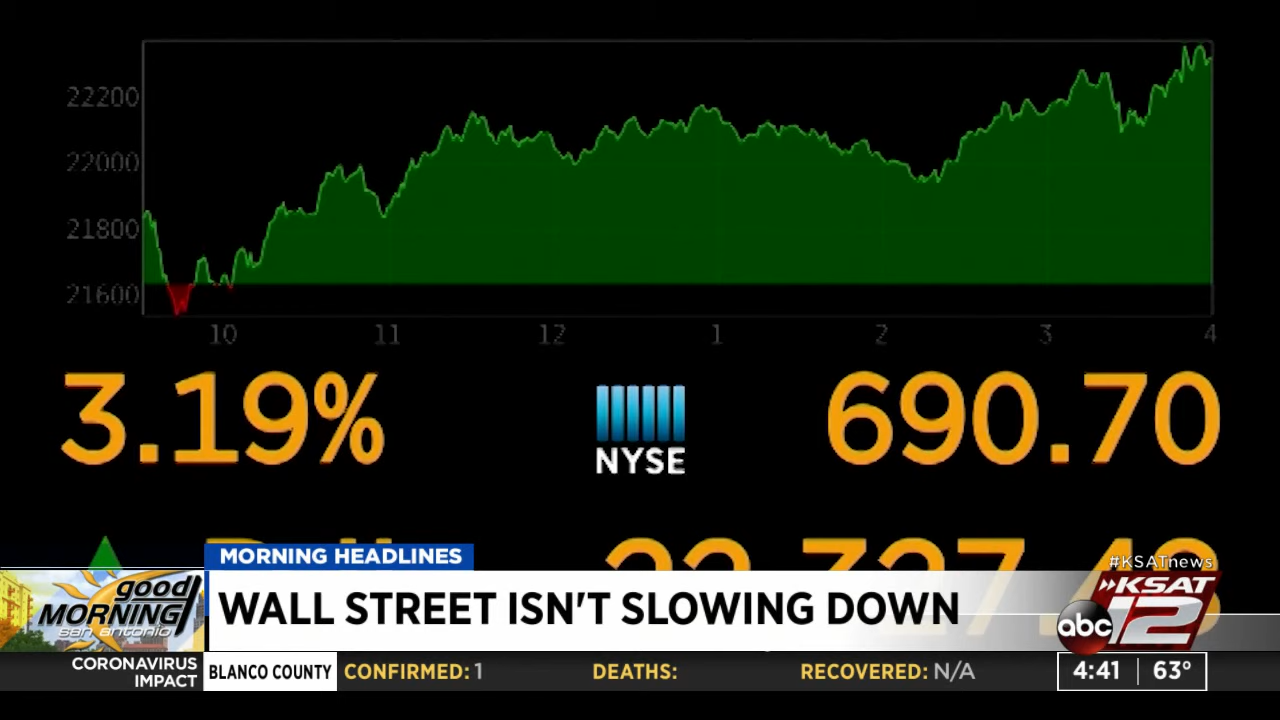 22200
22000
21800
21600
10 11 12 1 2 3 4
3.19%
NYSE
690.70
MORNING HEADLINES
#KSATnews
good
MORNING
san antonio
WALL STREET ISN'T SLOWING DOWN
KSAT
abc 12
CORONAVIRUS
IMPACT
BLANCO COUNTY CONFIRMED: 1 DEATHS: RECOVERED: N/A
4:41 63°